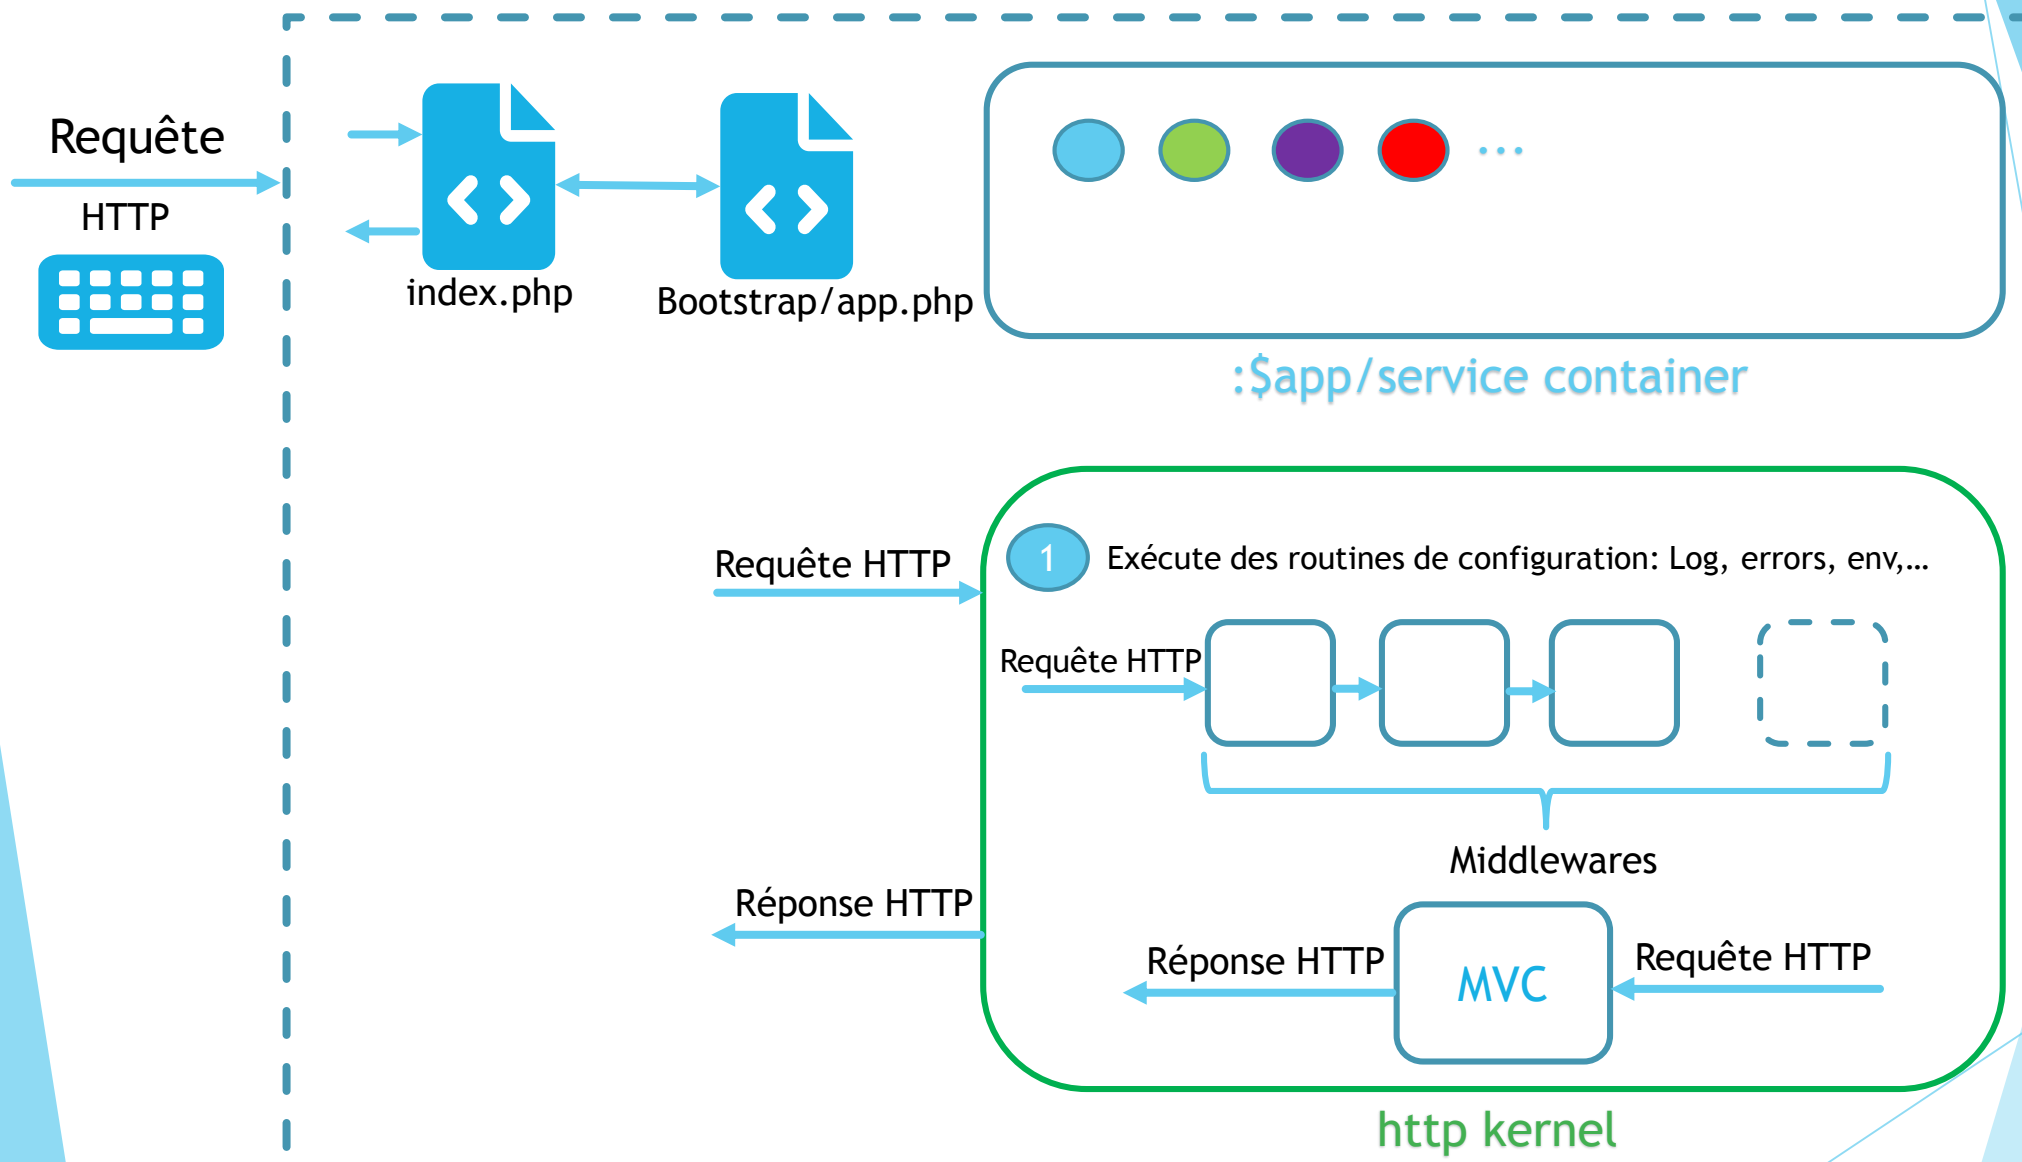 Requête
HTTP
index.php
Bootstrap/app.php
...
:$app/service container
Requête HTTP
1
Exécute des routines de configuration: Log, errors, env,…
Requête HTTP
Middlewares
Réponse HTTP
Réponse HTTP
MVC
Requête HTTP
http kernel